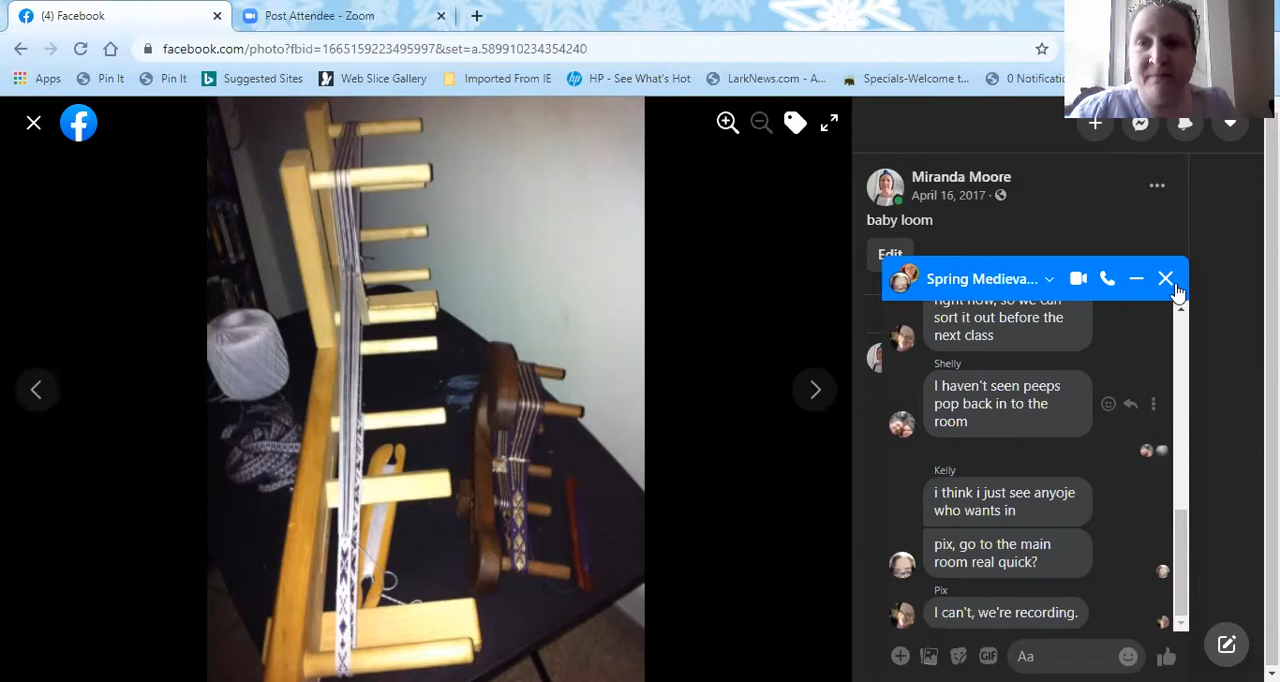 (4) Facebook
Post Attendee - Zoom
facebook.com/photo?fbid=1665159223495997&set=a.589910234354240
Apps
Pin It
Pin It
Suggested Sites
Web Slice Gallery
Imported From IE
HP - See What's Hot
LarkNews.com - A...
Specials-Welcome t...
0 Notificatio
Miranda Moore
April 16, 2017 ·
baby loom
Edit
Spring Medieva...
right now, so we can
sort it out before the
next class
Shelly
I haven't seen peeps
pop back in to the
room
Kelly
i think i just see anyoje
who wants in
pix, go to the main
room real quick?
Pix
I can't, we're recording.
GIF
Aa